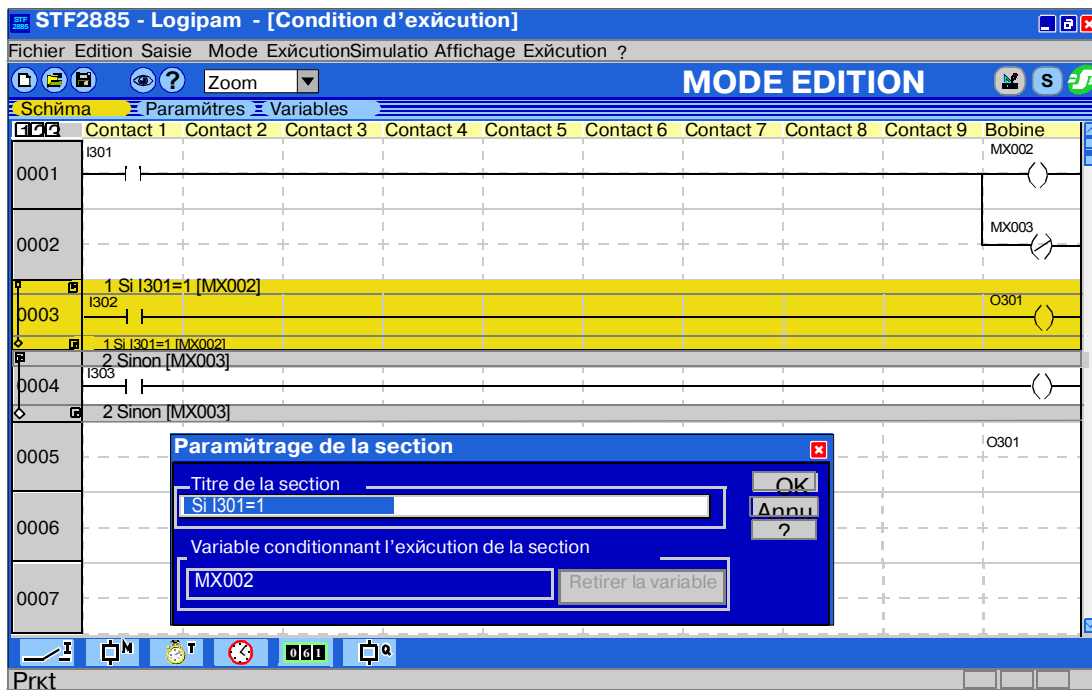 STF2885 - Logipam - [Condition d'exйcution]
Fichier Edition Saisie Mode ExйcutionSimulatio Affichage Exйcution ?
? Zoom MODE EDITION S
Schйma Paramйtres Variables
Contact 1 Contact 2 Contact 3 Contact 4 Contact 5 Contact 6 Contact 7 Contact 8 Contact 9 Bobine
I301 MX002
0001
MX003
0002
1 Si I301=1 [MX002]
I302 O301
0003
1 Si I301=1 [MX002]
2 Sinon [MX003]
I303
0004
2 Sinon [MX003]
O301
0005
Paramйtrage de la section
Titre de la section
OK
Si I301=1
Annu
?
0006
Variable conditionnant l'exйcution de la section
MX002
Retirer la variable
0007
I M T 061 Q
Prкt